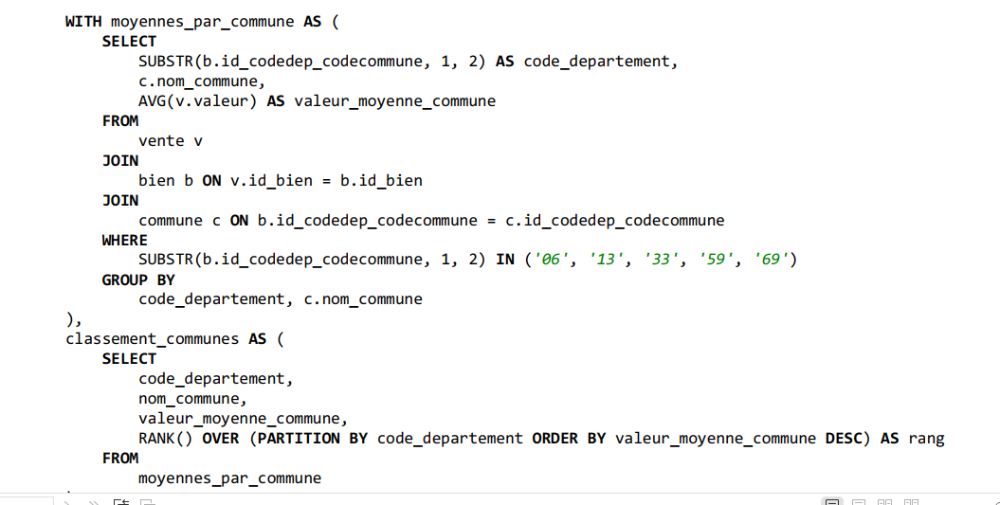 WITH moyennes_par_commune AS (
SELECT
SUBSTR(b.id_codedep_codecommune, 1, 2) AS code_departement,
c.nom_commune,
AVG(v.valeur) AS valeur_moyenne_commune
FROM
vente v
JOIN
bien b ON v.id_bien = b.id_bien
JOIN
commune c ON b.id_codedep_codecommune = c.id_codedep_codecommune
WHERE
SUBSTR(b.id_codedep_codecommune, 1, 2) IN ('06', '13', '33', '59', '69')
GROUP BY
code_departement, c.nom_commune
),
classement_communes AS (
SELECT
code_departement,
nom_commune,
valeur_moyenne_commune,
RANK() OVER (PARTITION BY code_departement ORDER BY valeur_moyenne_commune DESC) AS rang
FROM
moyennes_par_commune